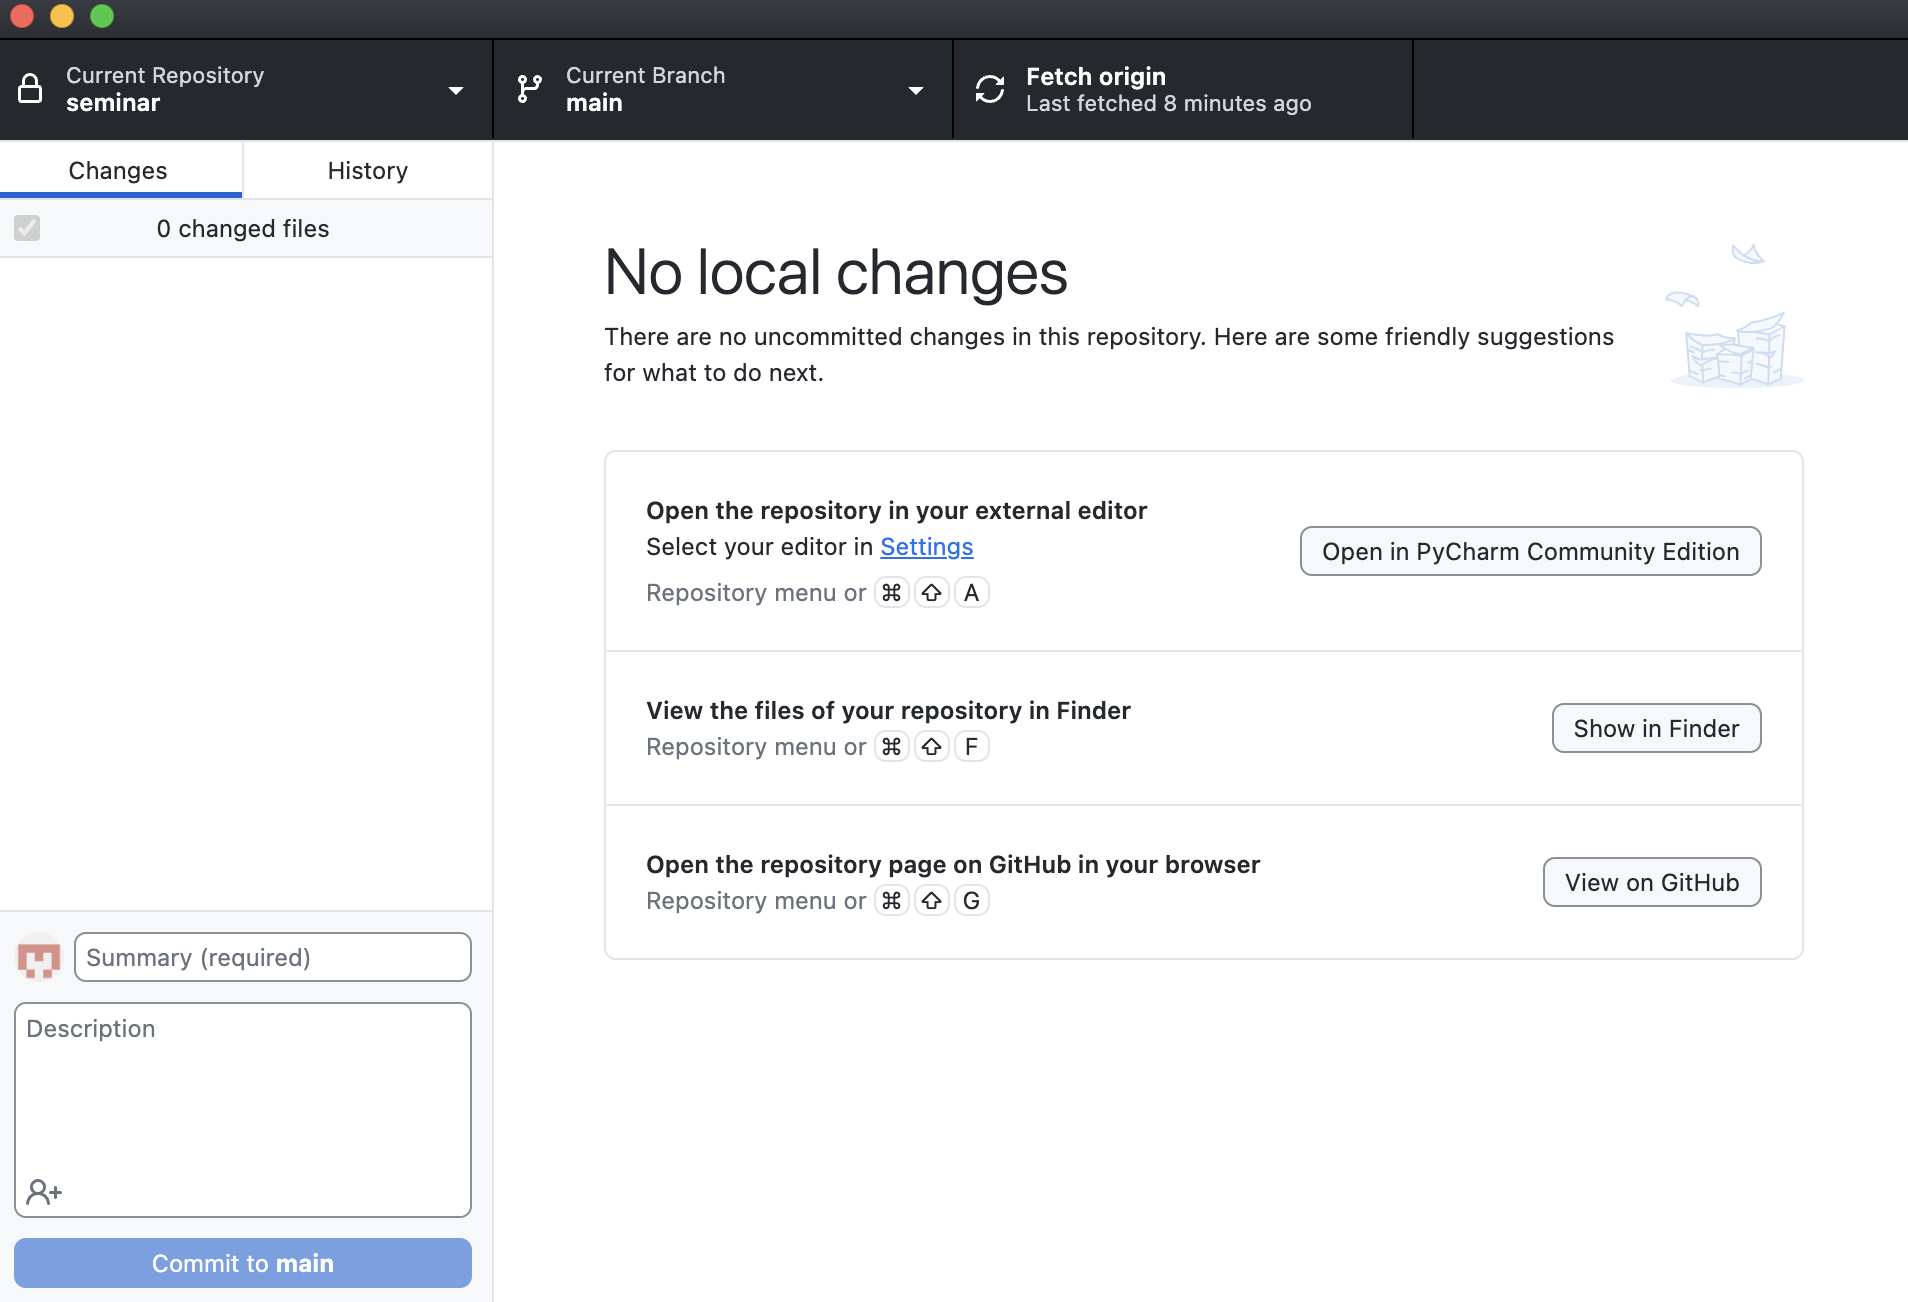 Current Repository
seminar
Current Branch
main
Fetch origin
Last fetched 8 minutes ago
Changes
History
0 changed files
No local changes
There are no uncommitted changes in this repository. Here are some friendly suggestions
for what to do next.
Open the repository in your external editor
Select your editor in Settings
Repository menu or ⌘ ⇧ A
Open in PyCharm Community Edition
View the files of your repository in Finder
Repository menu or ⌘ ⇧ F
Show in Finder
Open the repository page on GitHub in your browser
Repository menu or ⌘ ⇧ G
View on GitHub
Summary (required)
Description
Commit to main